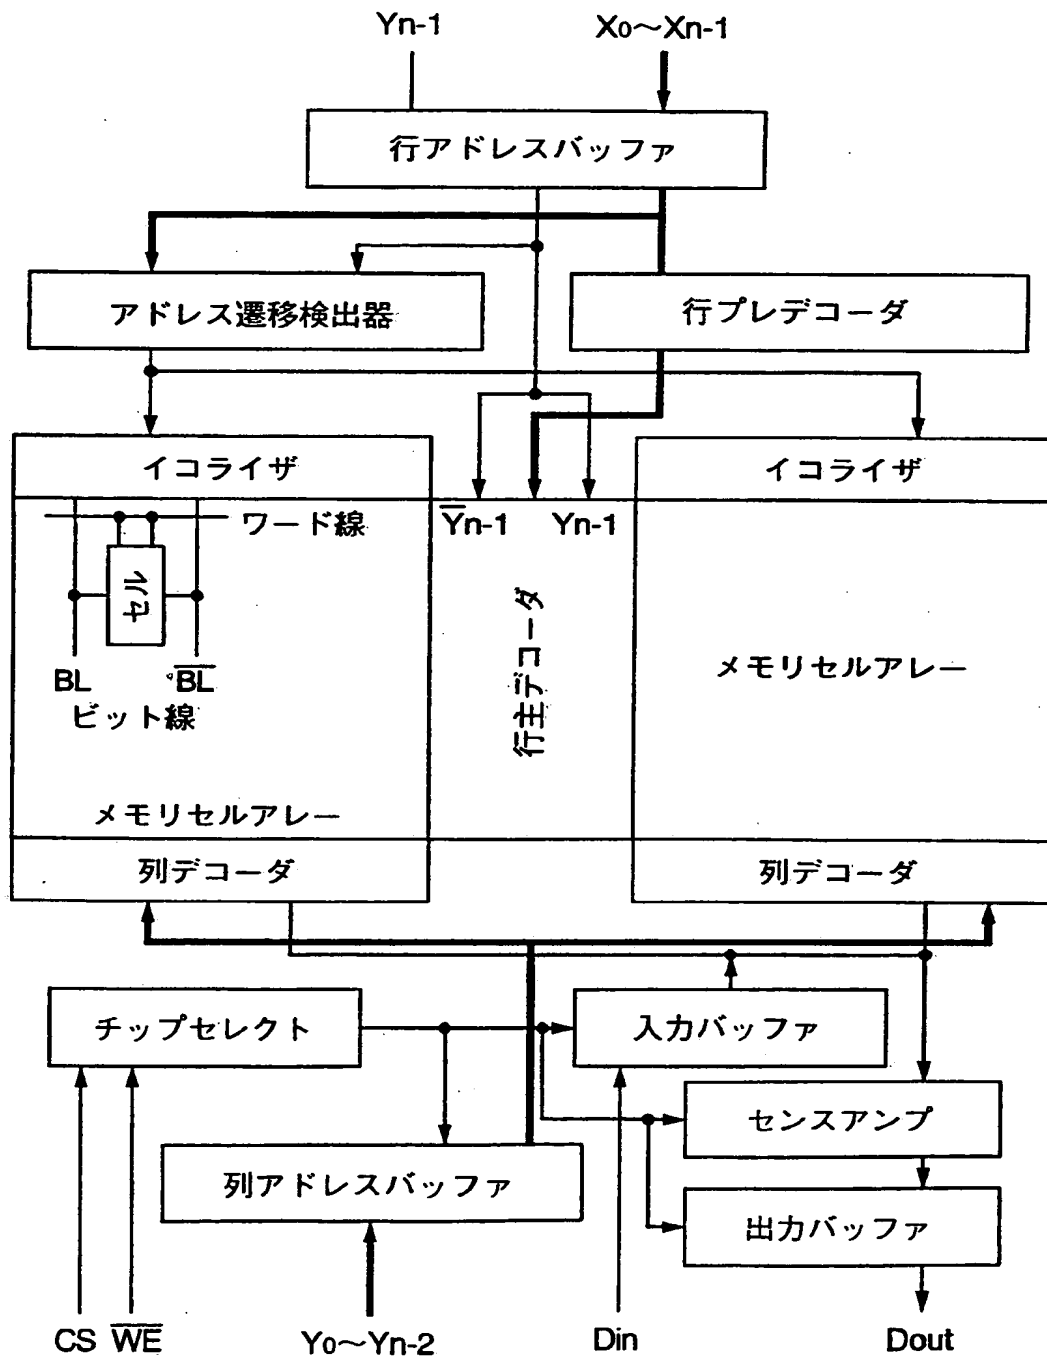 Yn-1
X0〜Xn-1
行アドレスバッファ
アドレス遷移検出器
行プレデコーダ
イコライザ
イコライザ
ワード線
セル
BL
B̅L̅
ビット線
メモリセルアレー
Y̅n-1
Yn-1
行主デコーダ
メモリセルアレー
列デコーダ
列デコーダ
チップセレクト
入力バッファ
センスアンプ
列アドレスバッファ
出力バッファ
CS
W̅E̅
Y0〜Yn-2
Din
Dout